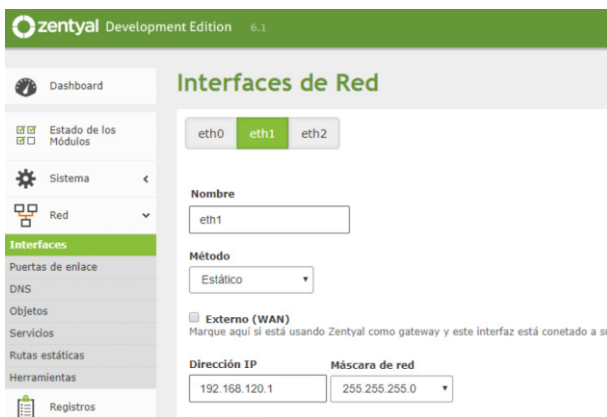 zentyal Development Edition 6.1
Dashboard
Estado de los
Módulos
Sistema
Red
Interfaces
Puertas de enlace
DNS
Objetos
Servicios
Rutas estáticas
Herramientas
Registros
Interfaces de Red
eth0 eth1 eth2
Nombre
eth1
Método
Estático
Externo (WAN)
Marque aquí si está usando Zentyal como gateway y este interfaz está conetado a su
Dirección IP Máscara de red
192.168.120.1 255.255.255.0